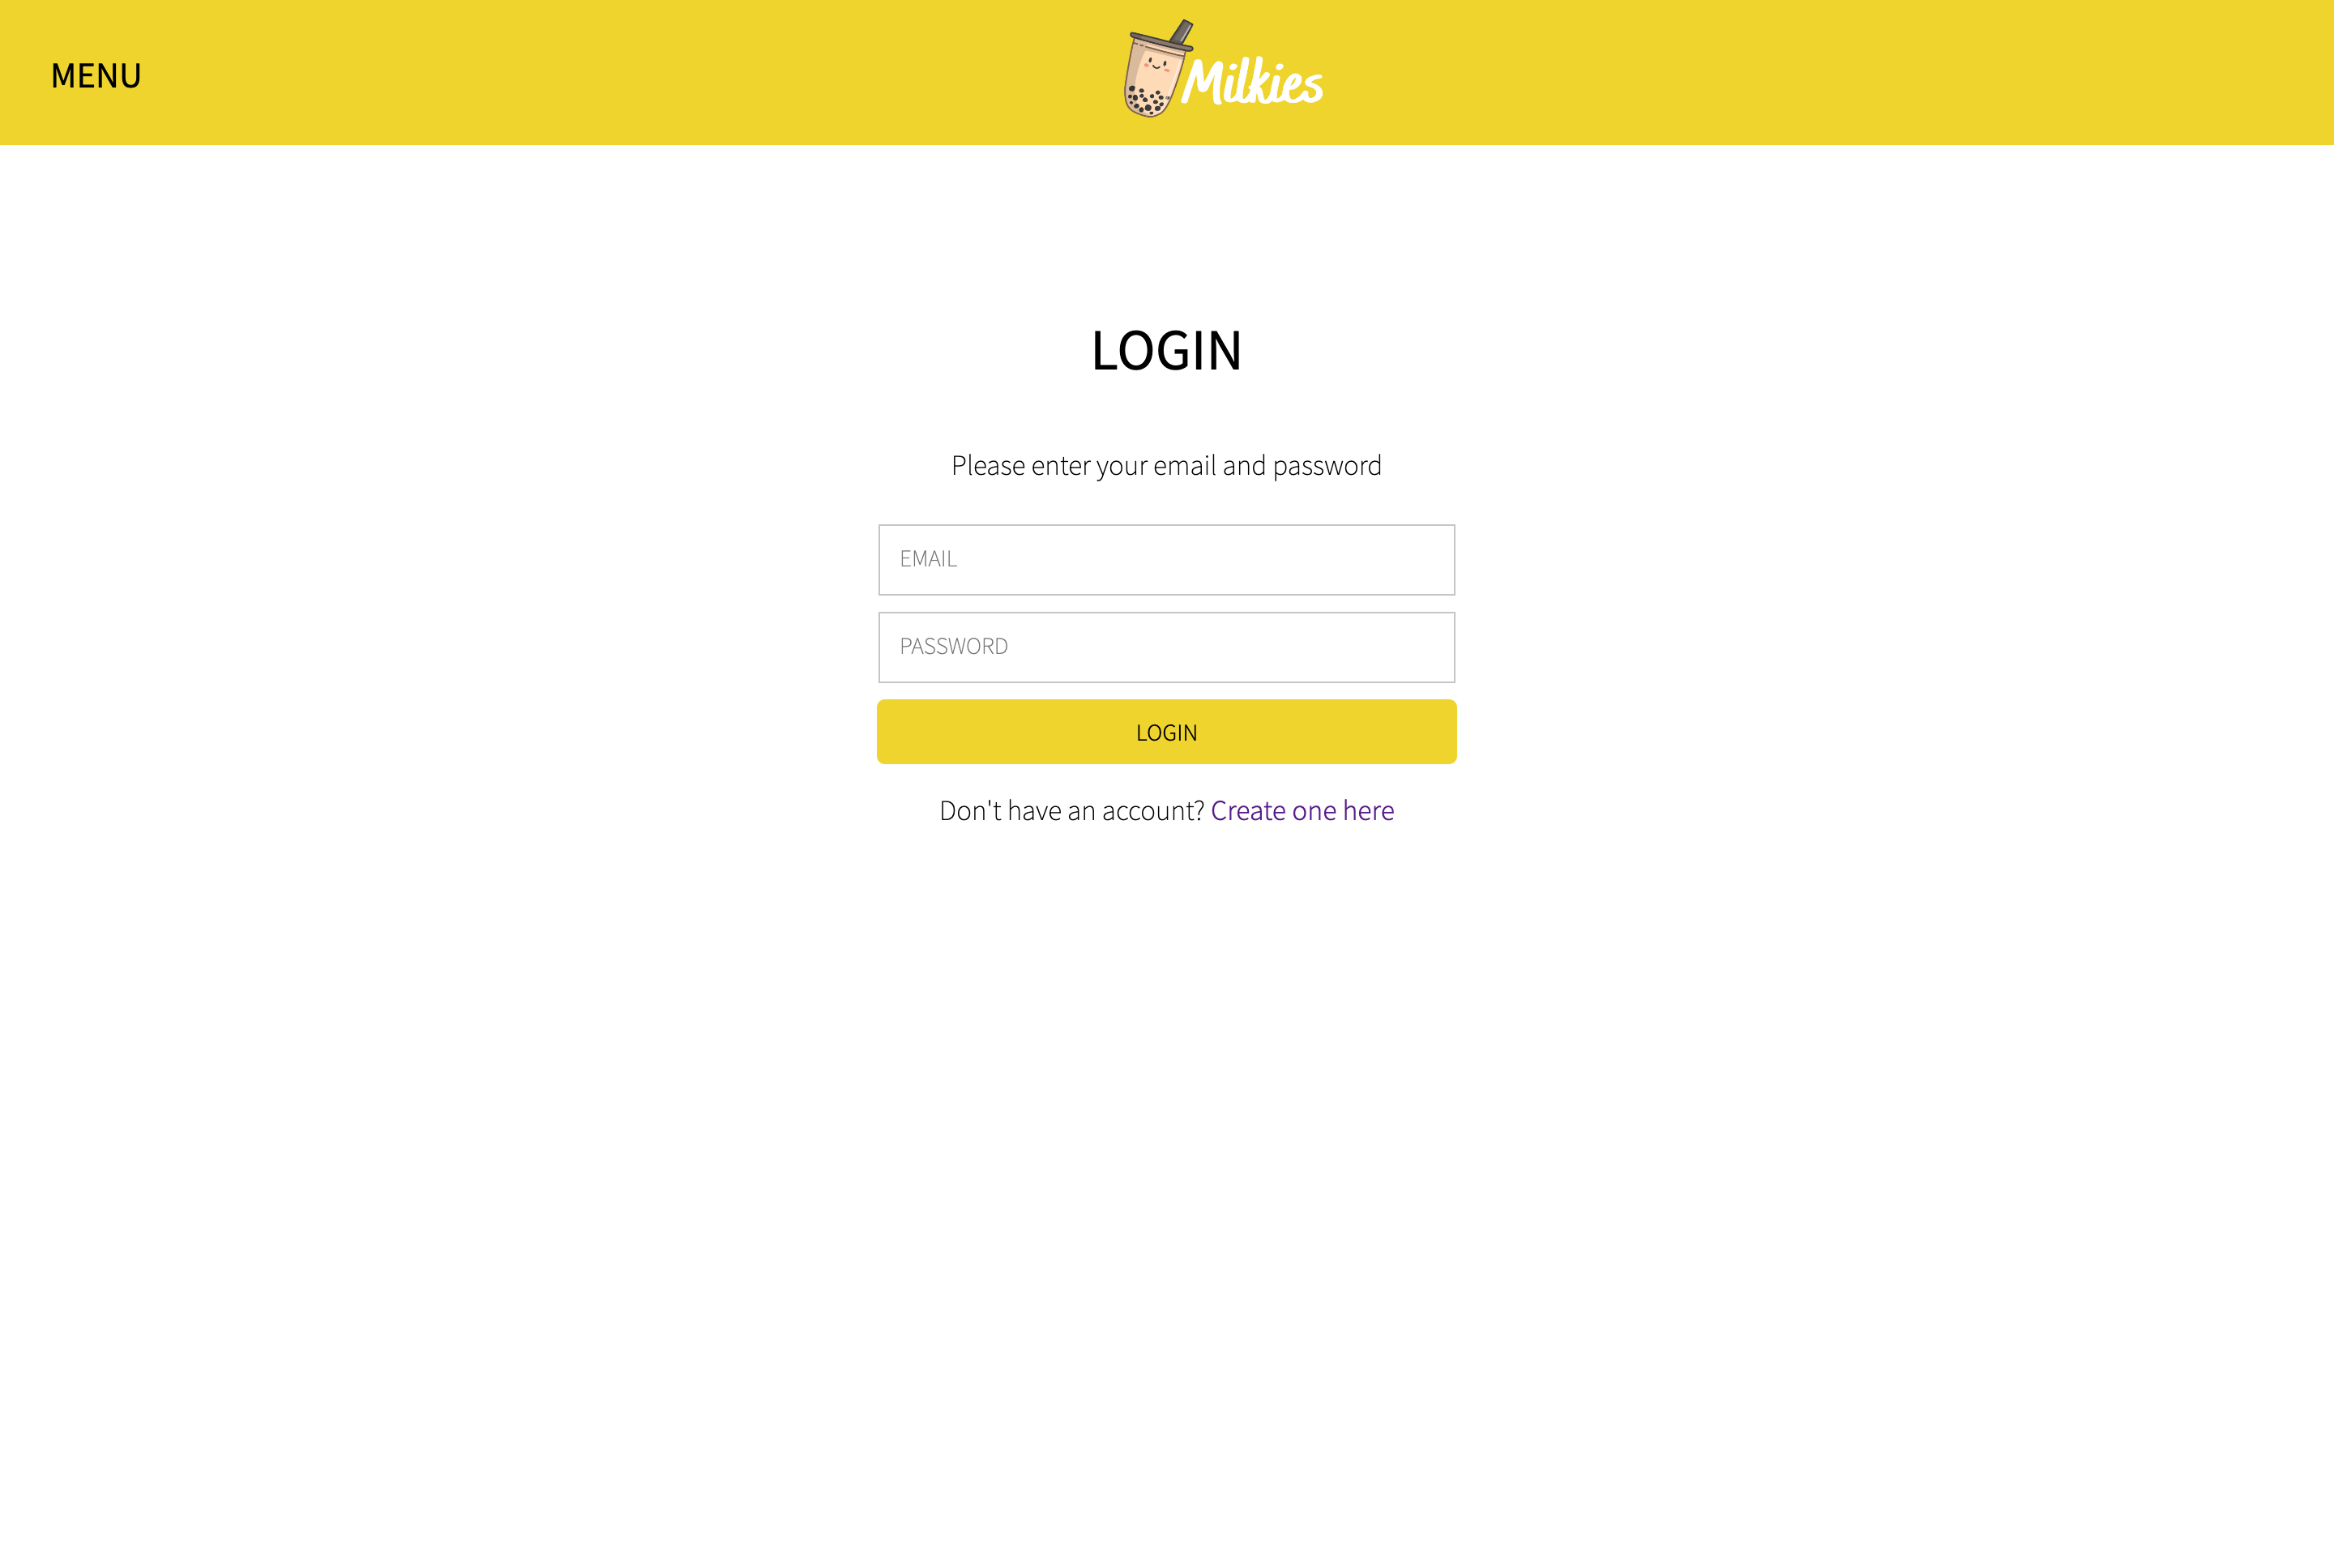 MENU
Milkies
LOGIN
Please enter your email and password
EMAIL
PASSWORD
LOGIN
Don't have an account? Create one here